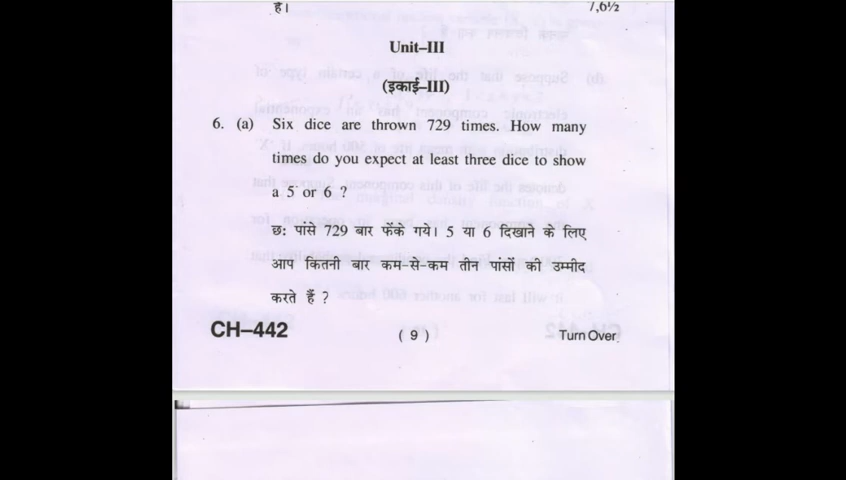 है।
7,6½
Unit–III
(इकाई–III)
6. (a) Six dice are thrown 729 times. How many
times do you expect at least three dice to show
a 5 or 6 ?
छः पांसे 729 बार फेंके गये। 5 या 6 दिखाने के लिए
आप कितनी बार कम-से-कम तीन पांसों की उम्मीद
करते हैं ?
CH–442
( 9 )
Turn Over